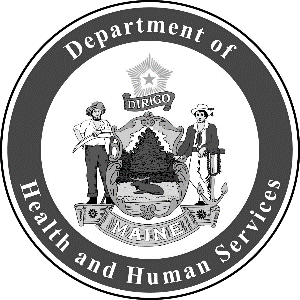 Department of
DIRIGO
MAINE
Health and Human Services